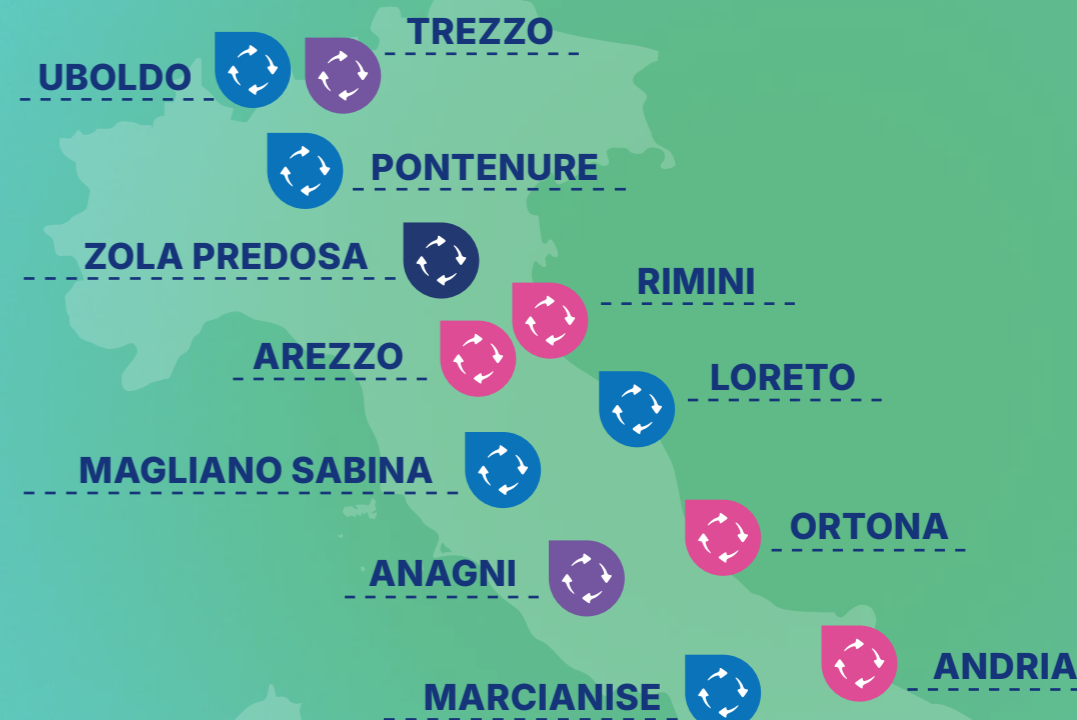 TREZZO
UBOLDO
PONTENURE
ZOLA PREDOSA
RIMINI
AREZZO
LORETO
MAGLIANO SABINA
ORTONA
ANAGNI
ANDRIA
MARCIANISE